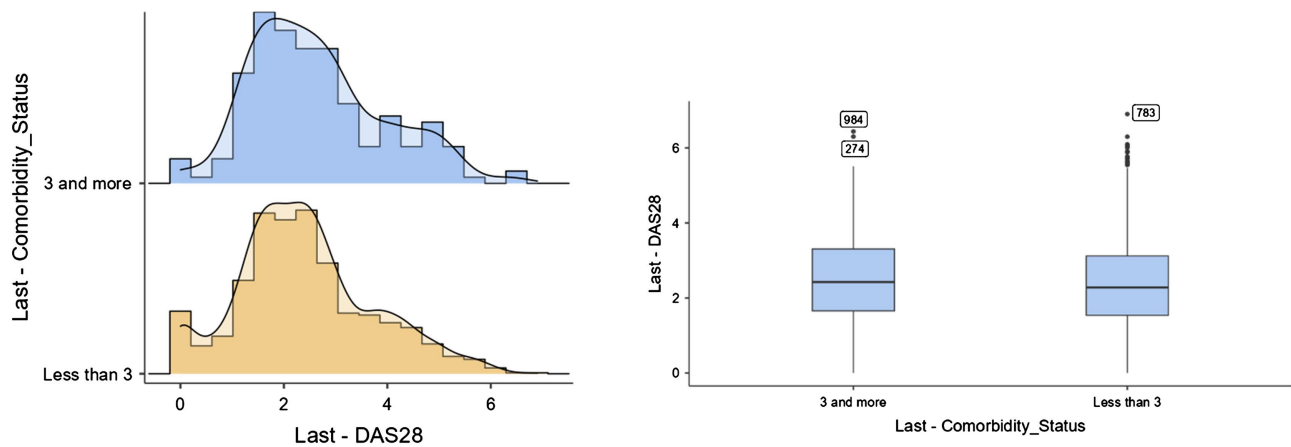 Last - Comorbidity_Status
3 and more
Less than 3
0 2 4 6
Last - DAS28
Last - DAS28
6
4
2
0
984
274
783
3 and more Less than 3
Last - Comorbidity_Status